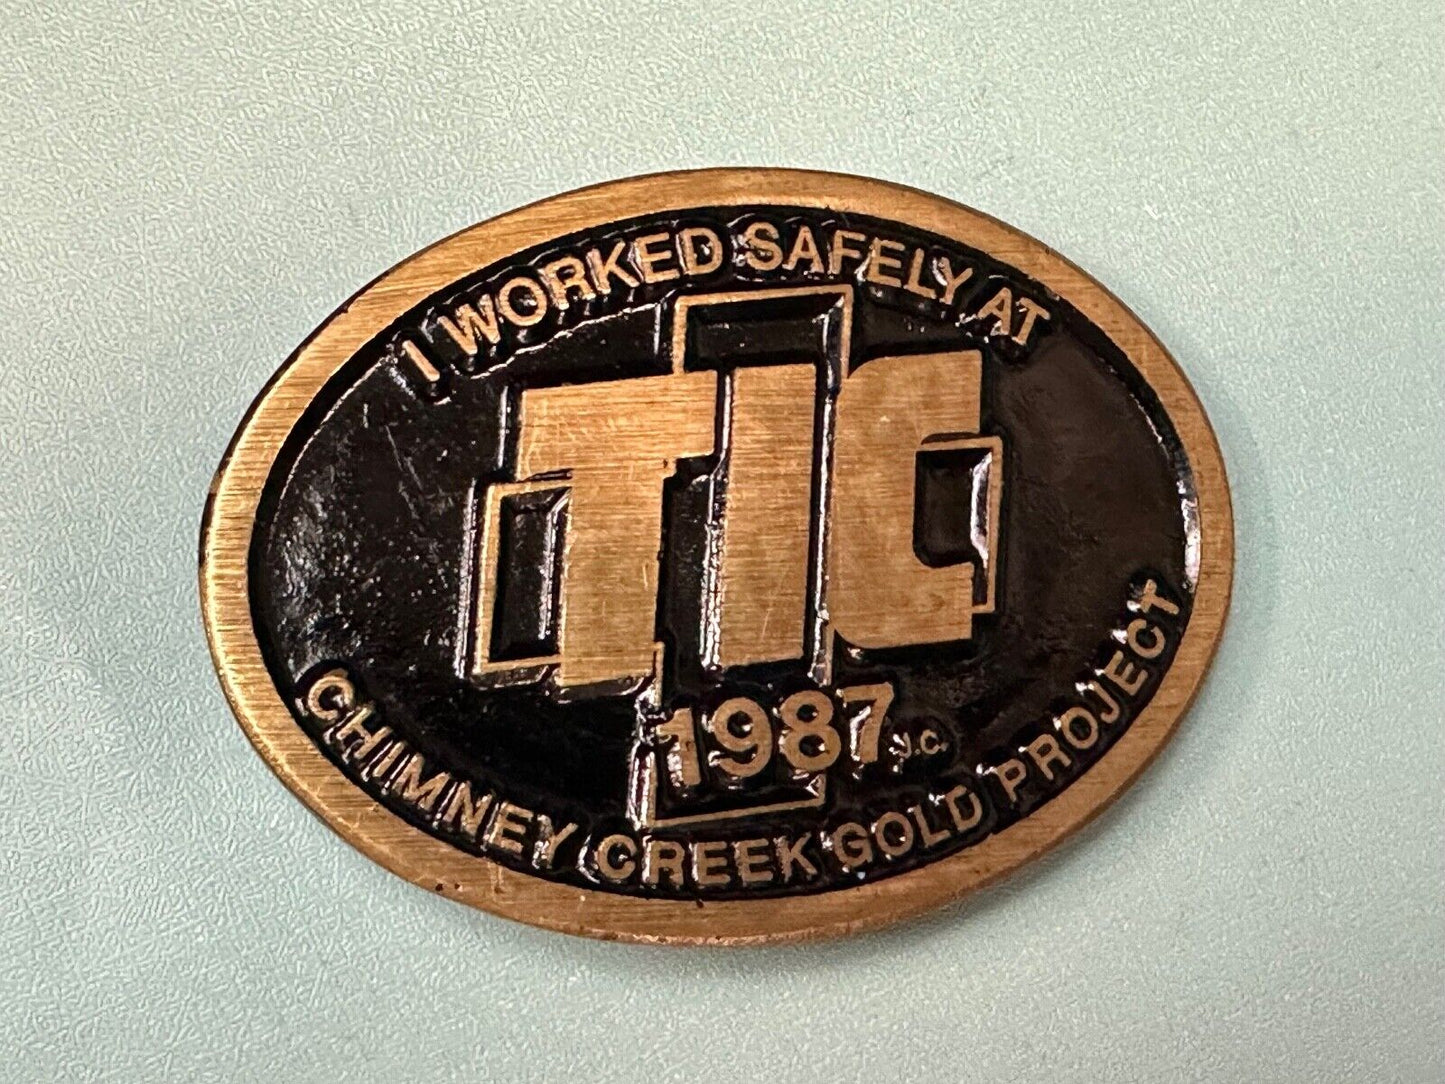 I WORKED SAFELY AT
TIC
1987 J.C.
CHIMNEY CREEK GOLD PROJECT